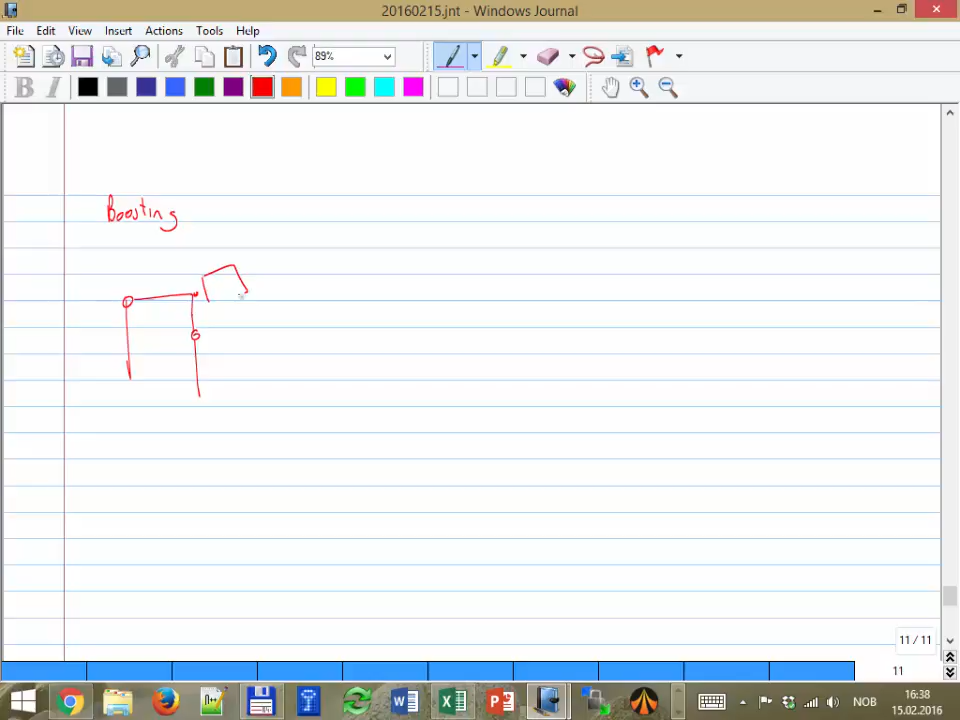 20160215.jnt - Windows Journal
File Edit View Insert Actions Tools Help
89%
B I
Boosting
11 / 11
11
NOB
16:38
15.02.2016